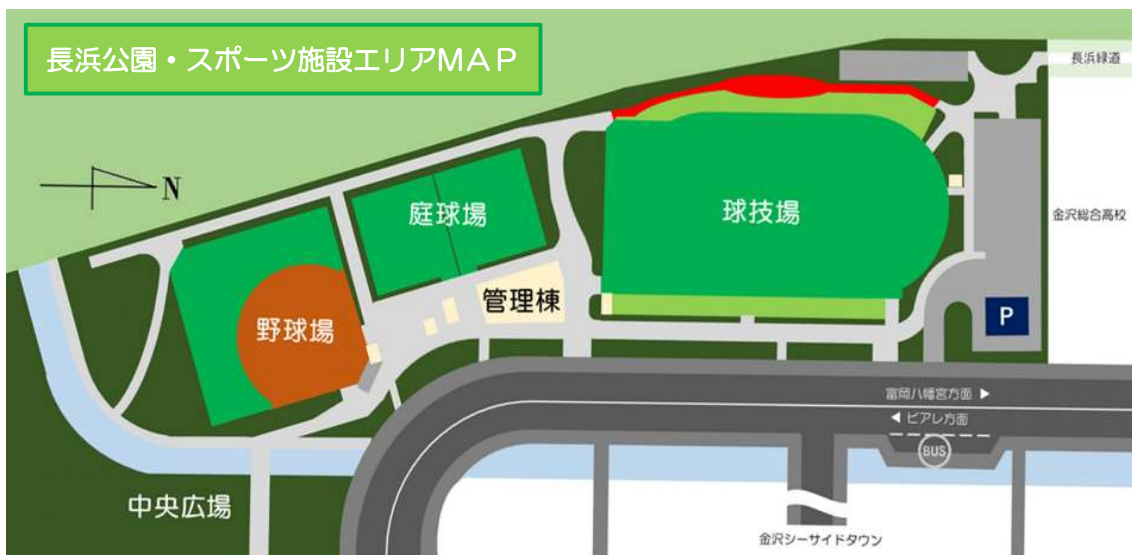 長浜公園・スポーツ施設エリアMAP
長浜緑道
N
庭球場
球技場
金沢総合高校
管理棟
P
野球場
富岡八幡宮方面 ▶
◀ ピアレ方面
BUS
中央広場
金沢シーサイドタウン